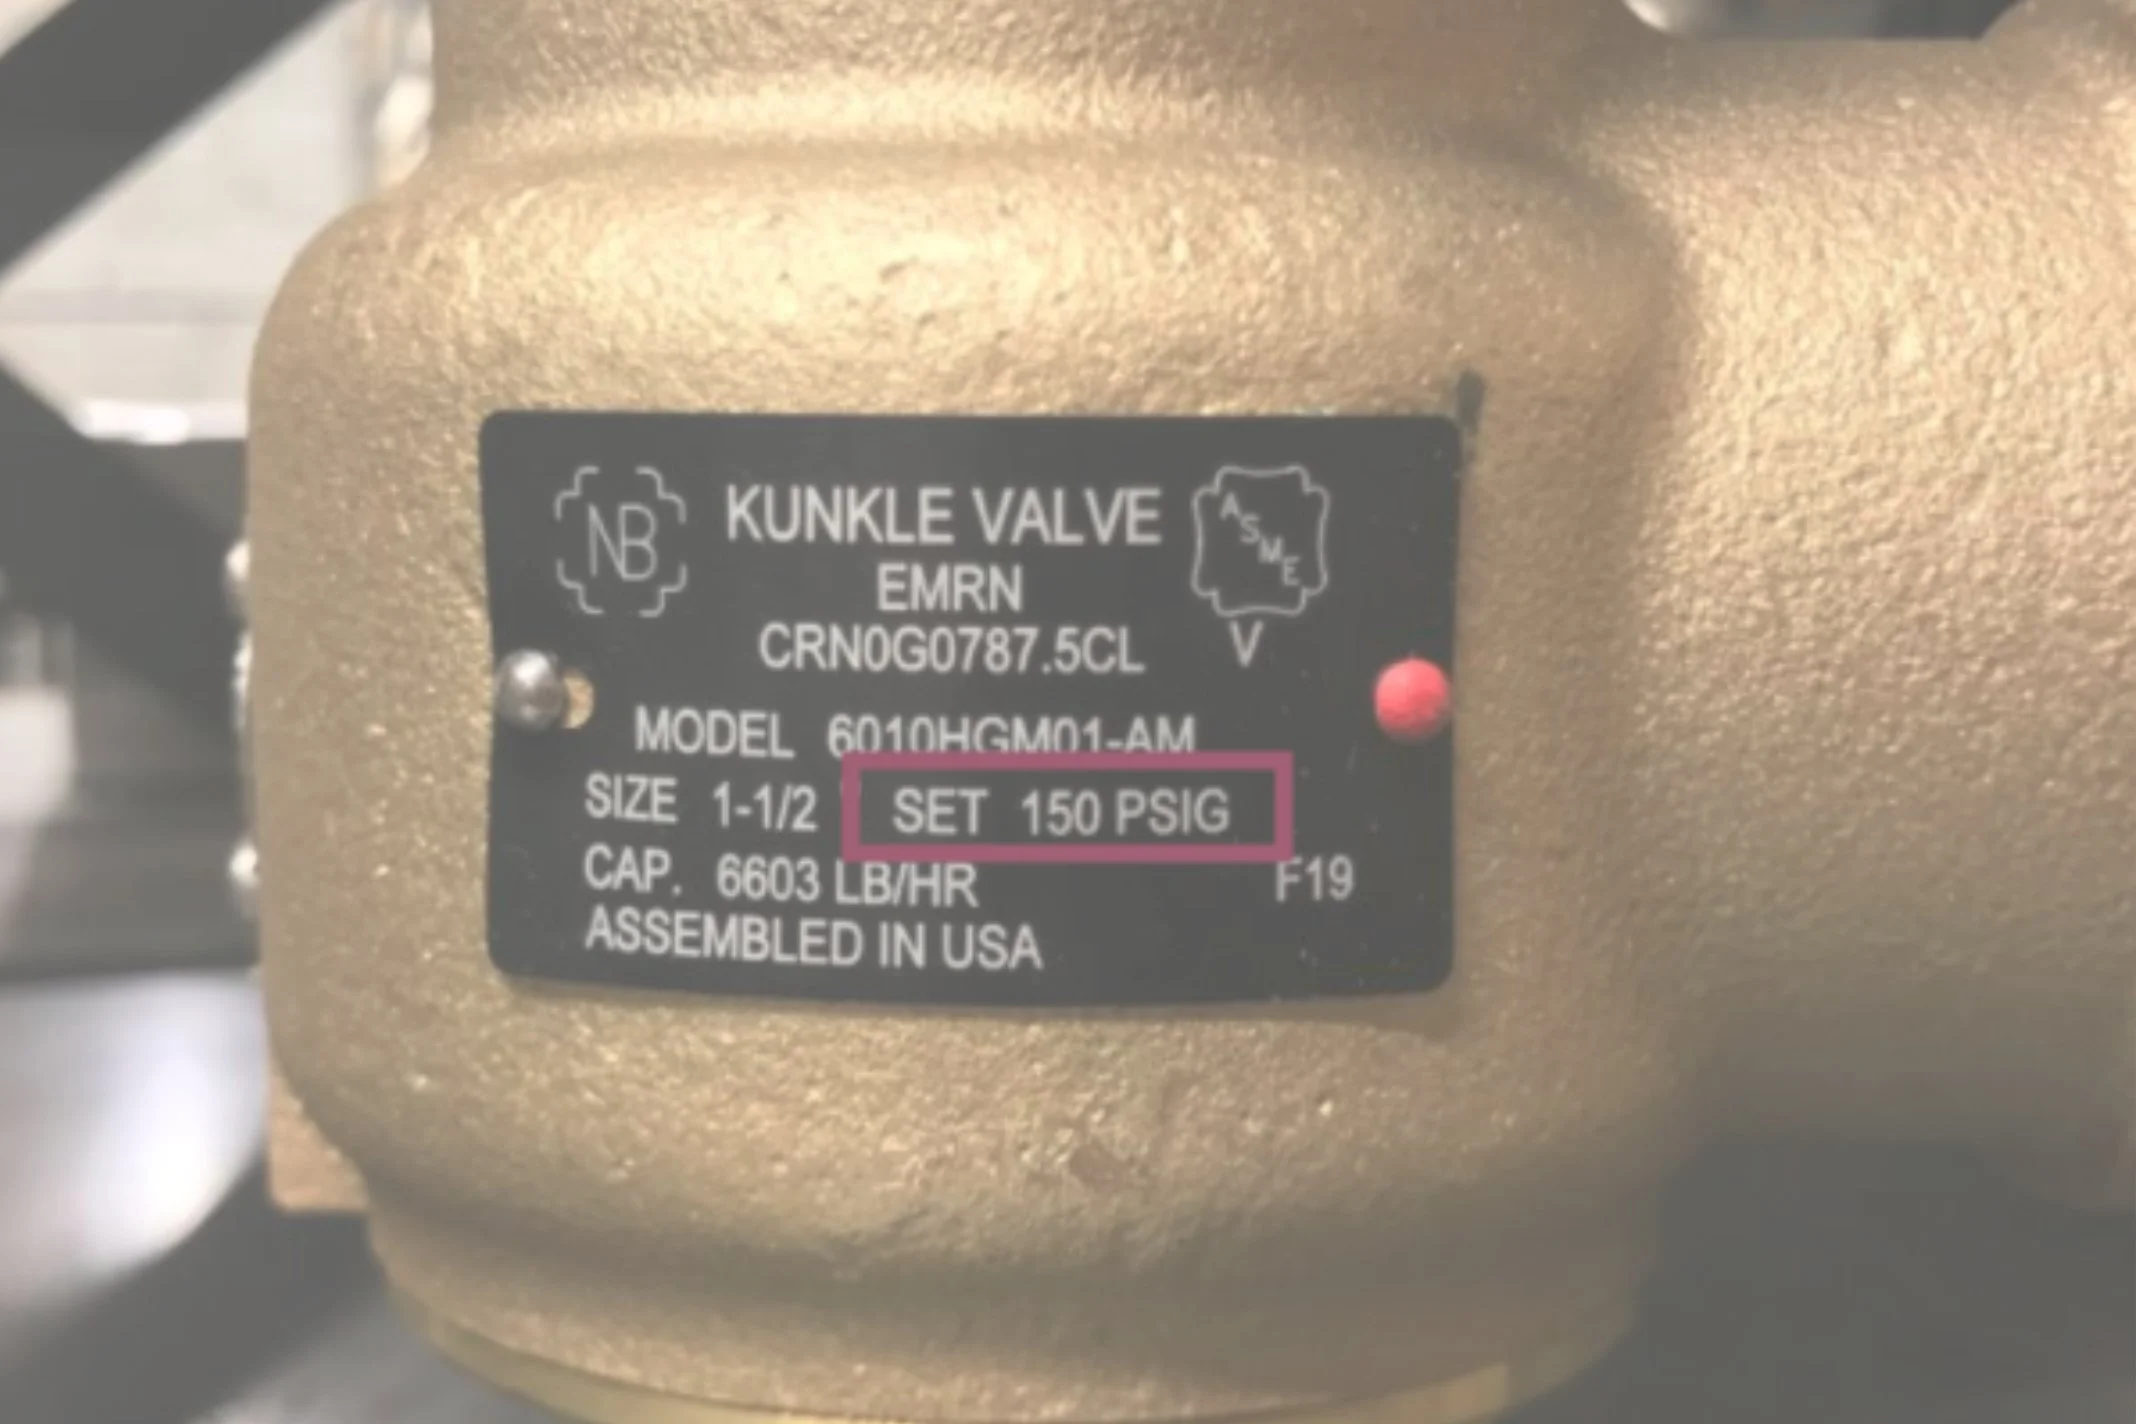 NB
KUNKLE VALVE
ASME
EMRN
CRN0G0787.5CL
V
MODEL 6010HGM01-AM
SIZE 1-1/2 SET 150 PSIG
CAP. 6603 LB/HR F19
ASSEMBLED IN USA